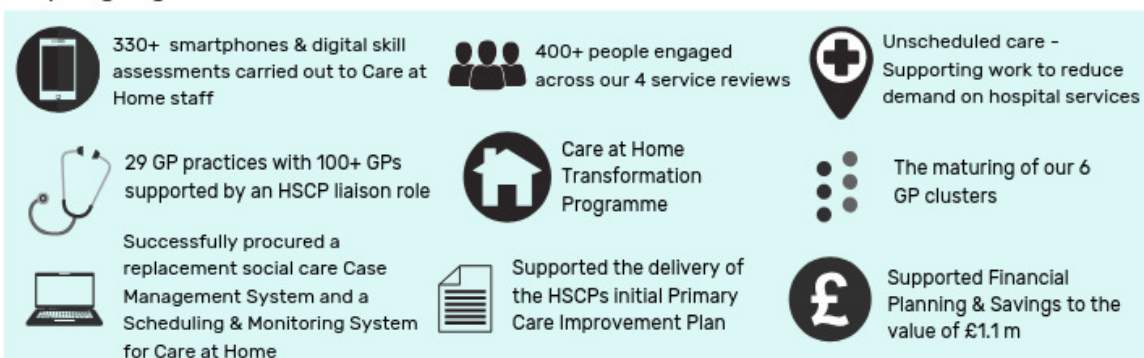 330+ smartphones & digital skill
assessments carried out to Care at
Home staff
400+ people engaged
across our 4 service reviews
Unscheduled care -
Supporting work to reduce
demand on hospital services
29 GP practices with 100+ GPs
supported by an HSCP liaison role
Care at Home
Transformation
Programme
The maturing of our 6
GP clusters
Successfully procured a
replacement social care Case
Management System and a
Scheduling & Monitoring System
for Care at Home
Supported the delivery of
the HSCPs initial Primary
Care Improvement Plan
£
Supported Financial
Planning & Savings to the
value of £1.1 m